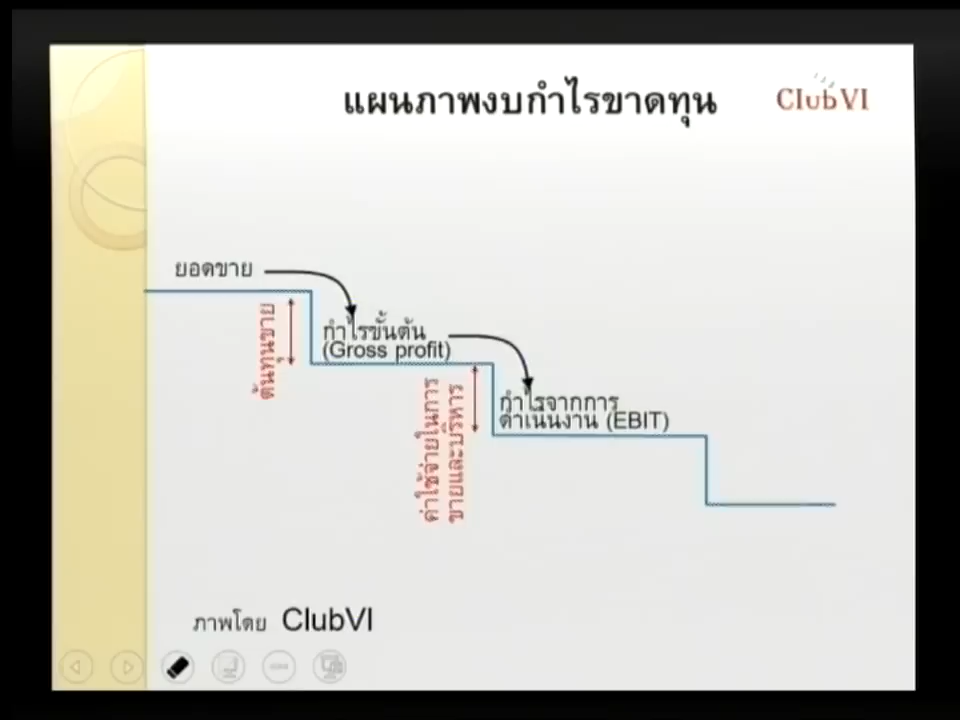 แผนภาพงบกำไรขาดทุน
ClubVI
ยอดขาย
ต้นทุนขาย
กำไรขั้นต้น
(Gross profit)
ค่าใช้จ่ายในการ
ขายและบริหาร
กำไรจากการ
ดำเนินงาน (EBIT)
ภาพโดย ClubVI